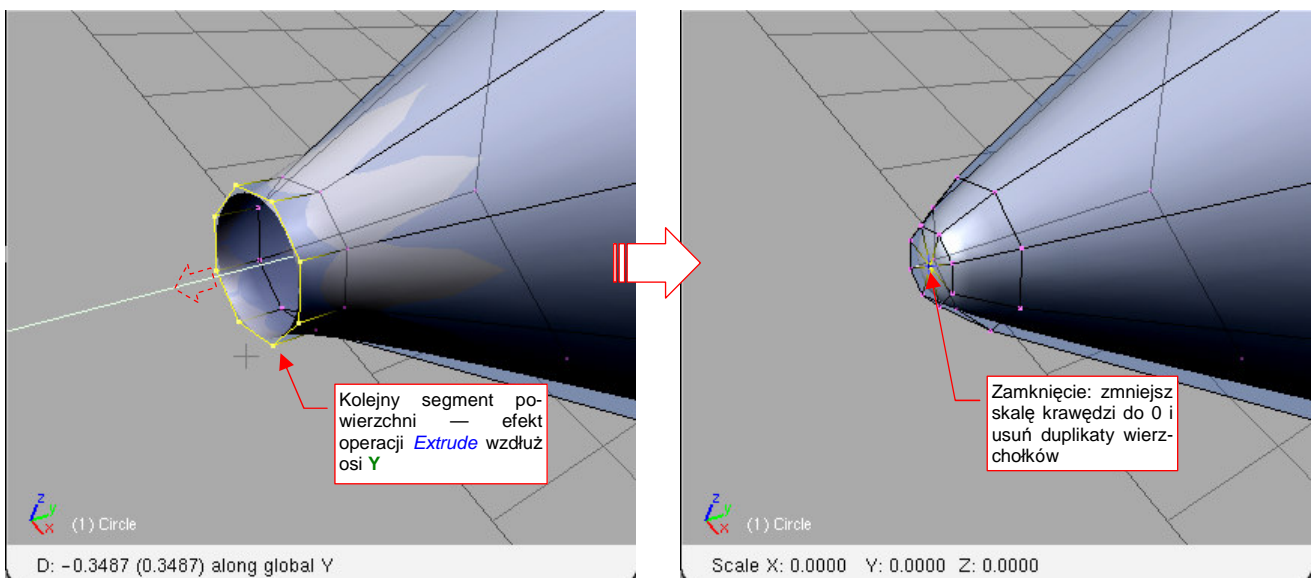 Kolejny segment po-
wierzchni — efekt
operacji Extrude wzdłuż
osi Y
z
y
x
(1) Circle
D: -0.3487 (0.3487) along global Y
Zamknięcie: zmniejsz
skalę krawędzi do 0 i
usuń duplikaty wierz-
chołków
z
y
x
(1) Circle
Scale X: 0.0000 Y: 0.0000 Z: 0.0000